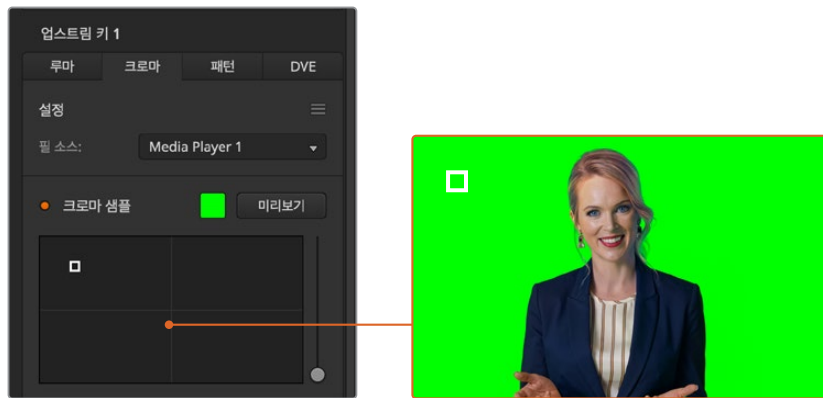 업스트림 키 1
루마 크로마 패턴 DVE
설정
필 소스: Media Player 1
크로마 샘플 미리보기